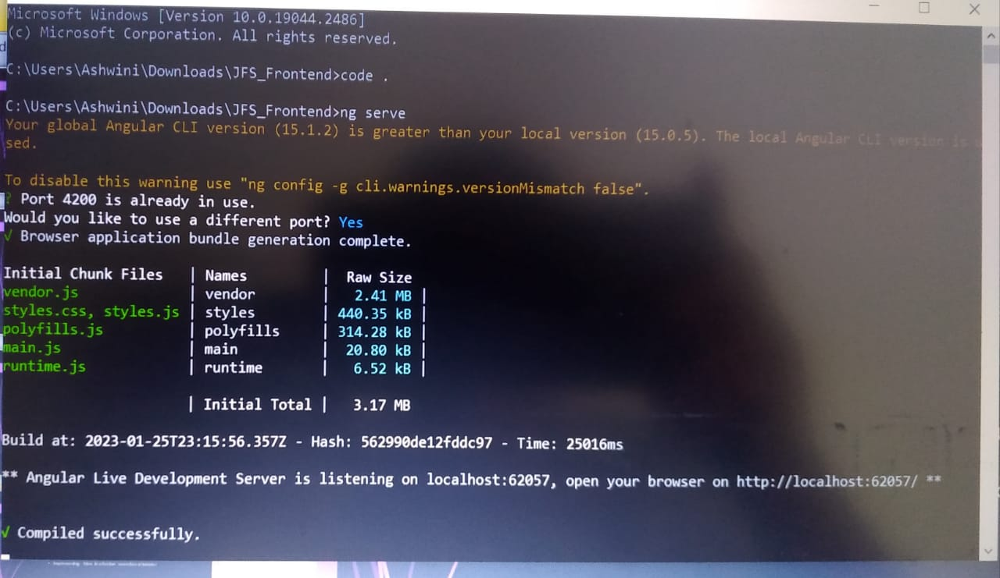 Microsoft Windows [Version 10.0.19044.2486]
(c) Microsoft Corporation. All rights reserved.
C:\Users\Ashwini\Downloads\JFS_Frontend>code .
C:\Users\Ashwini\Downloads\JFS_Frontend>ng serve
Your global Angular CLI version (15.1.2) is greater than your local version (15.0.5). The local Angular CLI version is u
sed.
To disable this warning use "ng config -g cli.warnings.versionMismatch false".
? Port 4200 is already in use.
Would you like to use a different port? Yes
√ Browser application bundle generation complete.
Initial Chunk Files | Names | Raw Size
vendor.js | vendor | 2.41 MB |
styles.css, styles.js | styles | 440.35 kB |
polyfills.js | polyfills | 314.28 kB |
main.js | main | 20.80 kB |
runtime.js | runtime | 6.52 kB |
| Initial Total | 3.17 MB
Build at: 2023-01-25T23:15:56.357Z - Hash: 562990de12fddc97 - Time: 25016ms
** Angular Live Development Server is listening on localhost:62057, open your browser on http://localhost:62057/ **
√ Compiled successfully.